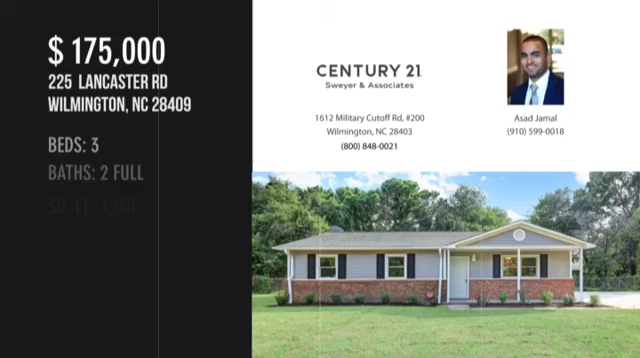 $ 175,000
225 LANCASTER RD
WILMINGTON, NC 28409
BEDS: 3
BATHS: 2 FULL
CENTURY 21
Sweyer & Associates
1612 Military Cutoff Rd, #200
Wilmington, NC 28403
(800) 848-0021
Asad Jamal
(910) 599-0018